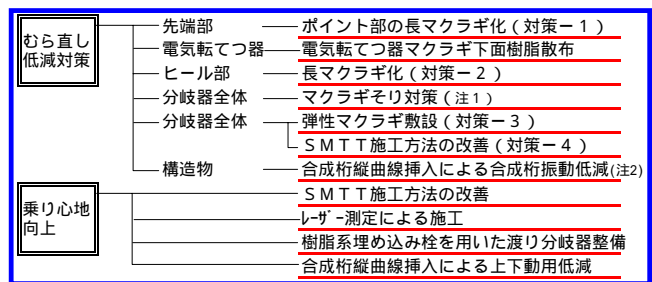 むら直し
低減対策
先端部 ポイント部の長マクラギ化(対策-1)
電気転てつ器 電気転てつ器マクラギ下面樹脂散布
ヒール部 長マクラギ化(対策-2)
分岐器全体 マクラギそり対策(注1)
分岐器全体 弾性マクラギ敷設(対策-3)
SMTT施工方法の改善(対策-4)
構造物 合成桁縦曲線挿入による合成桁振動低減(注2)
乗り心地
向上
SMTT施工方法の改善
レーザー測定による施工
樹脂系埋め込み栓を用いた渡り分岐器整備
合成桁縦曲線挿入による上下動用低減